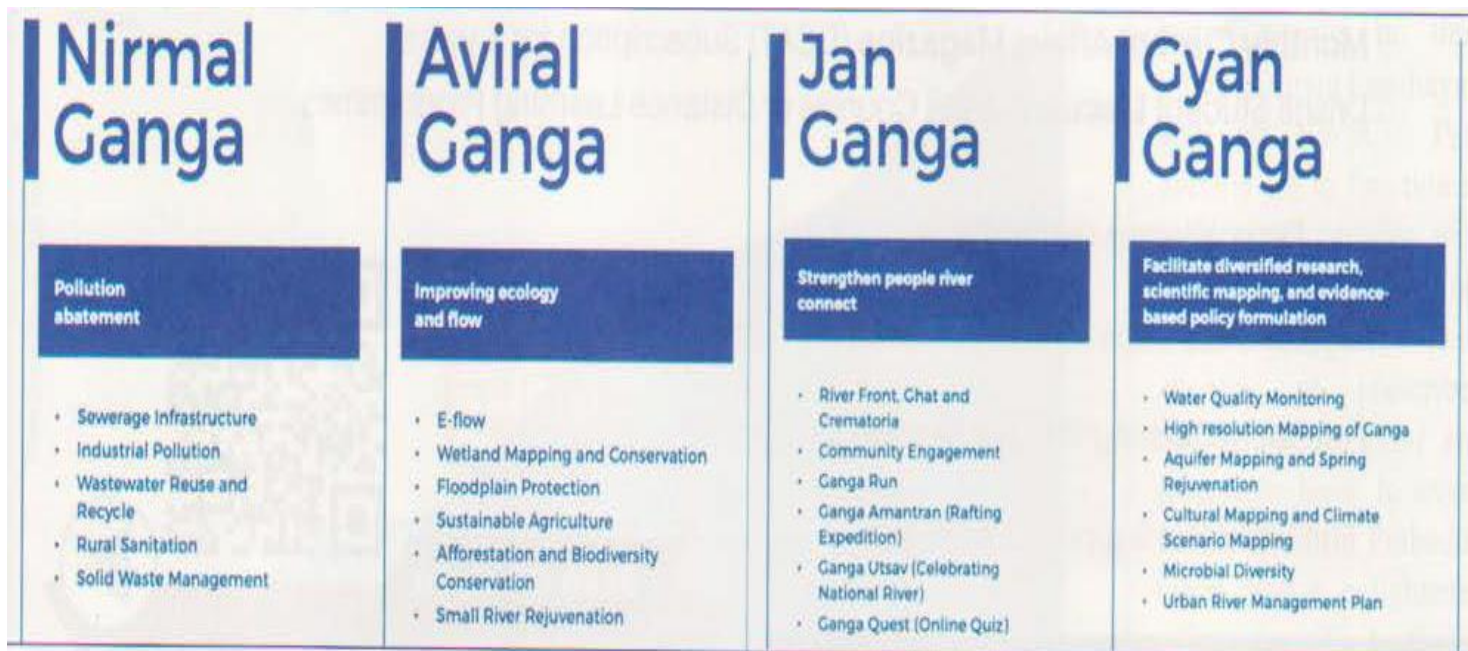 Nirmal
Ganga
Pollution
abatement
• Sewerage Infrastructure
• Industrial Pollution
• Wastewater Reuse and
Recycle
• Rural Sanitation
• Solid Waste Management
Aviral
Ganga
Improving ecology
and flow
• E-flow
• Wetland Mapping and Conservation
• Floodplain Protection
• Sustainable Agriculture
• Afforestation and Biodiversity
Conservation
• Small River Rejuvenation
Jan
Ganga
Strengthen people river
connect
• River Front, Ghat and
Crematoria
• Community Engagement
• Ganga Run
• Ganga Amantran (Rafting
Expedition)
• Ganga Utsav (Celebrating
National River)
• Ganga Quest (Online Quiz)
Gyan
Ganga
Facilitate diversified research,
scientific mapping, and evidence-
based policy formulation
• Water Quality Monitoring
• High resolution Mapping of Ganga
• Aquifer Mapping and Spring
Rejuvenation
• Cultural Mapping and Climate
Scenario Mapping
• Microbial Diversity
• Urban River Management Plan